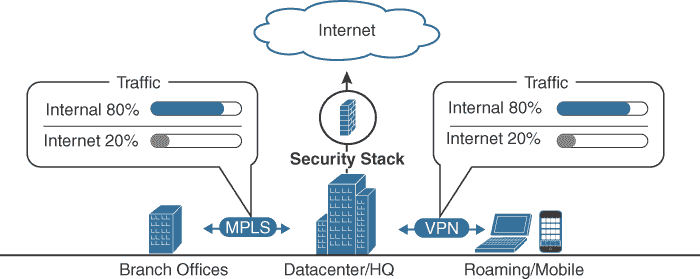 Internet
Traffic
Internal 80%
Internet 20%
Traffic
Internal 80%
Internet 20%
Security Stack
MPLS
VPN
Branch Offices
Datacenter/HQ
Roaming/Mobile